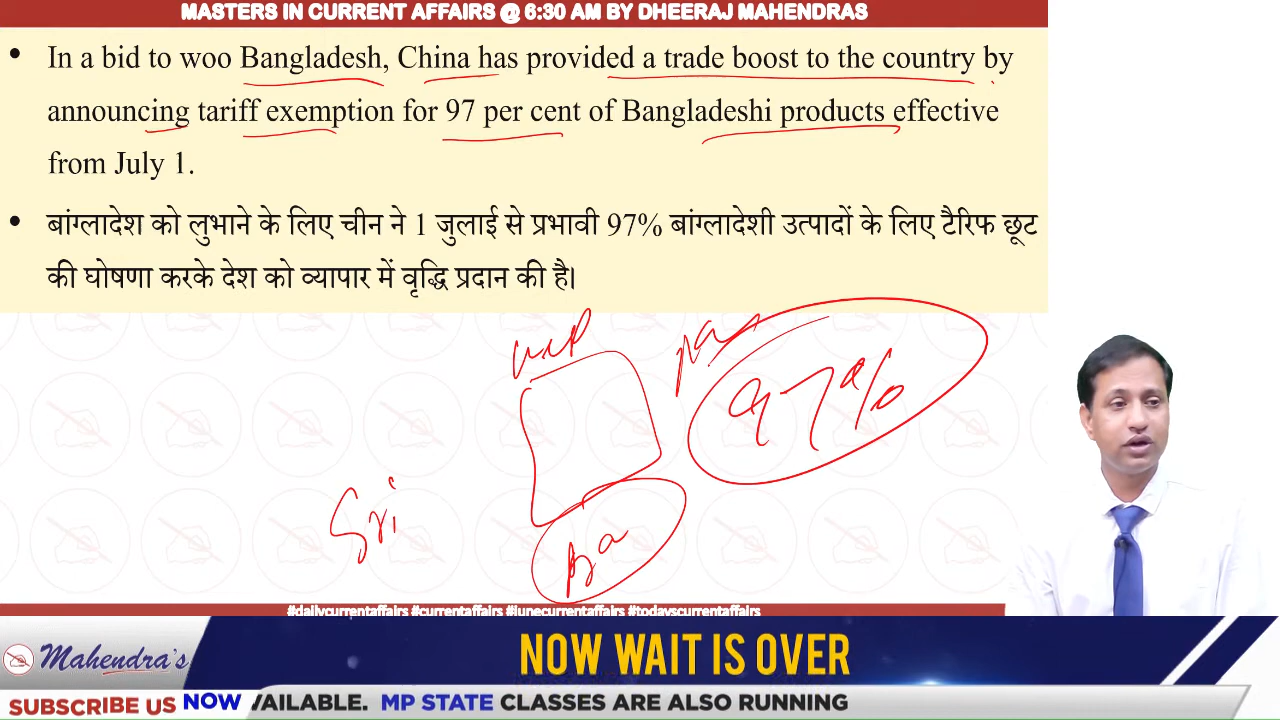 MASTERS IN CURRENT AFFAIRS @ 6:30 AM BY DHEERAJ MAHENDRAS
• In a bid to woo Bangladesh, China has provided a trade boost to the country by
announcing tariff exemption for 97 per cent of Bangladeshi products effective
from July 1.
• बांग्लादेश को लुभाने के लिए चीन ने 1 जुलाई से प्रभावी 97% बांग्लादेशी उत्पादों के लिए टैरिफ छूट
की घोषणा करके देश को व्यापार में वृद्धि प्रदान की है।
97%
Sri
#dailycurrentaffairs #currentaffairs #junecurrentaffairs #todayscurrentaffairs
Mahendra's
NOW WAIT IS OVER
SUBSCRIBE US NOW VAILABLE. MP STATE CLASSES ARE ALSO RUNNING